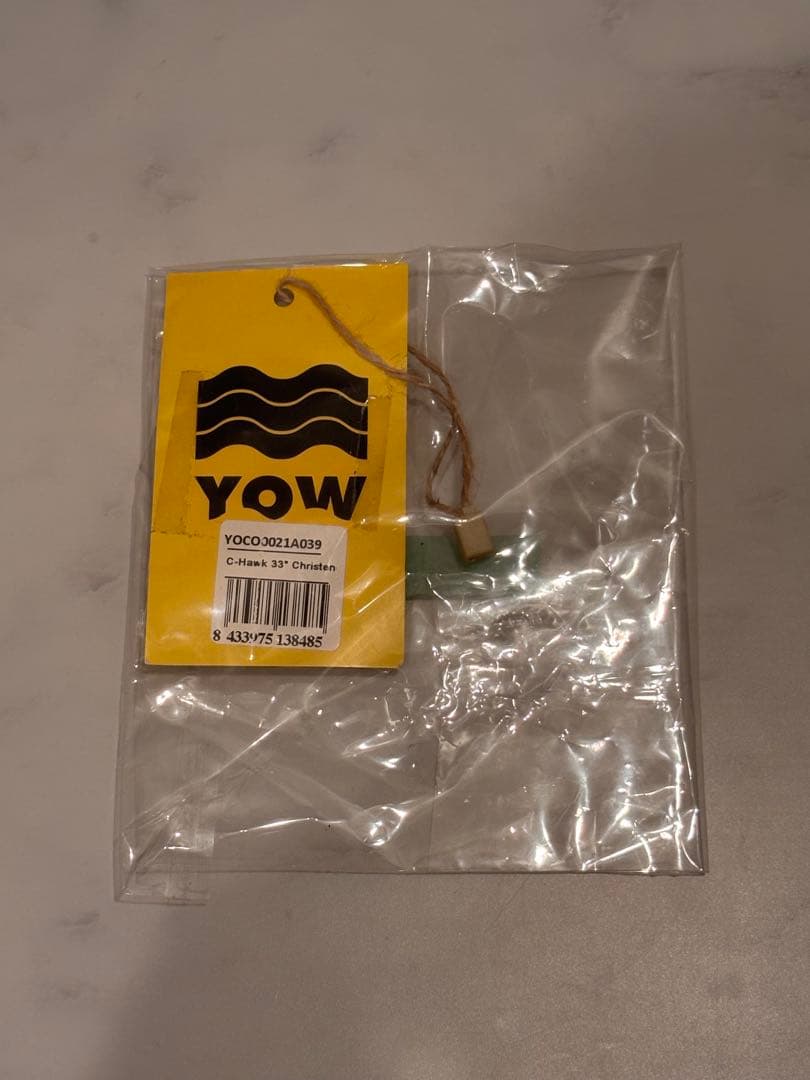 YOW
YOCO0021A039
C-Hawk 33" Christen
8 433975 138485